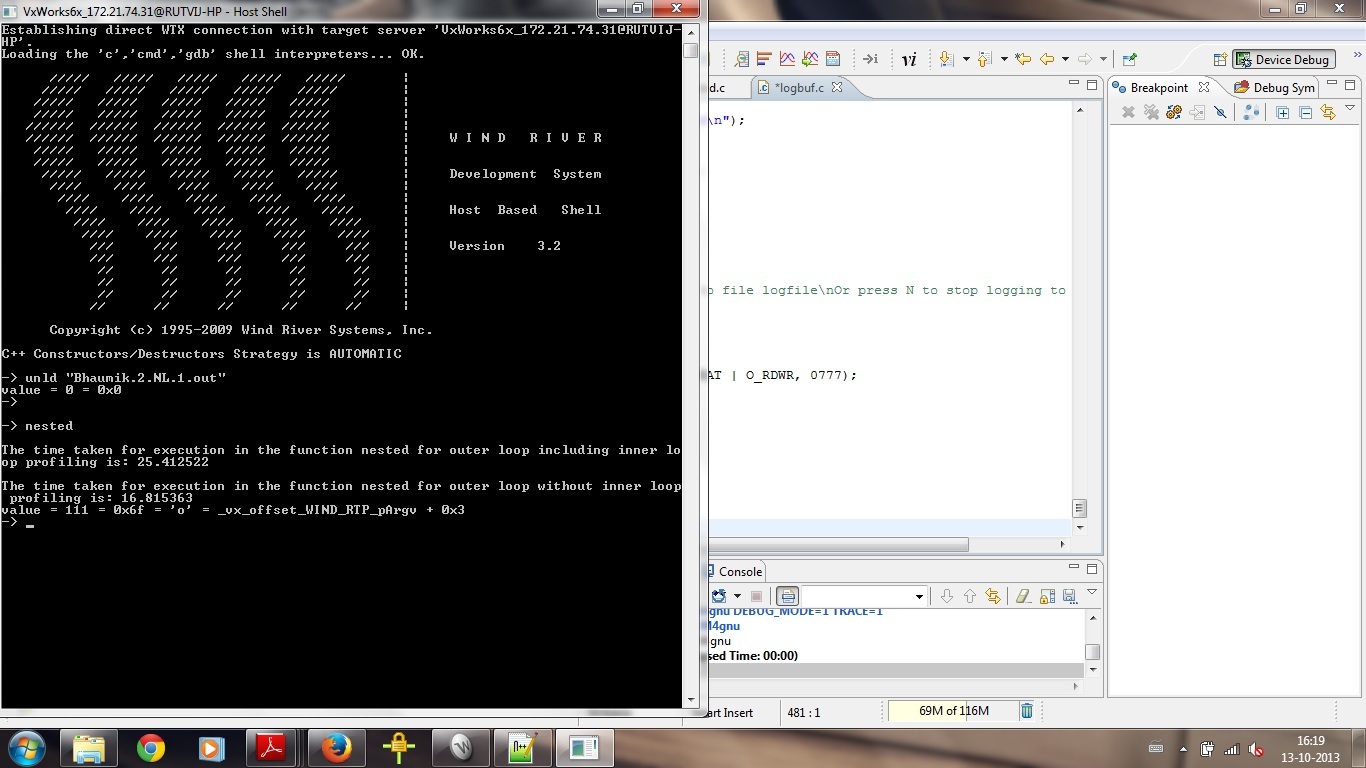 VxWorks6x_172.21.74.31@RUTVIJ-HP - Host Shell
Establishing direct WTX connection with target server 'VxWorks6x_172.21.74.31@RUTVIJ-
HP'.
Loading the 'c','cmd','gdb' shell interpreters... OK.
W I N D R I V E R
Development System
Host Based Shell
Version 3.2
Copyright (c) 1995-2009 Wind River Systems, Inc.
C++ Constructors/Destructors Strategy is AUTOMATIC
-> unld "Bhaumik.2.NL.1.out"
value = 0 = 0x0
->
-> nested
The time taken for execution in the function nested for outer loop including inner lo
op profiling is: 25.412522
The time taken for execution in the function nested for outer loop without inner loop
profiling is: 16.815363
value = 111 = 0x6f = 'o' = _vx_offset_WIND_RTP_pArgv + 0x3
-> _
vi
Device Debug
d.c
*logbuf.c
Breakpoint
Debug Sym
\n");
o file logfile\nOr press N to stop logging to
AT | O_RDWR, 0777);
Console
gnu DEBUG_MODE=1 TRACE=1
M4gnu
gnu
sed Time: 00:00)
art Insert
481 : 1
69M of 116M
16:19
13-10-2013